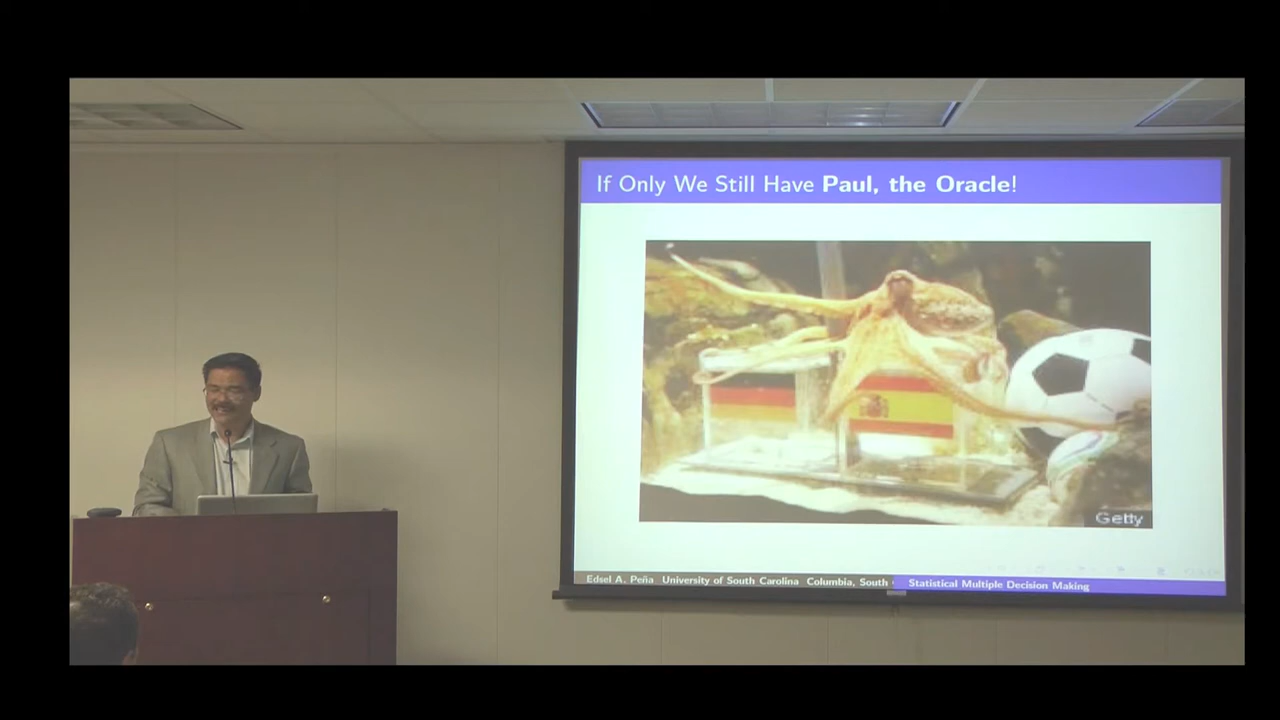 If Only We Still Have Paul, the Oracle!
Getty
Edsel A. Peña University of South Carolina Columbia, South
Statistical Multiple Decision Making